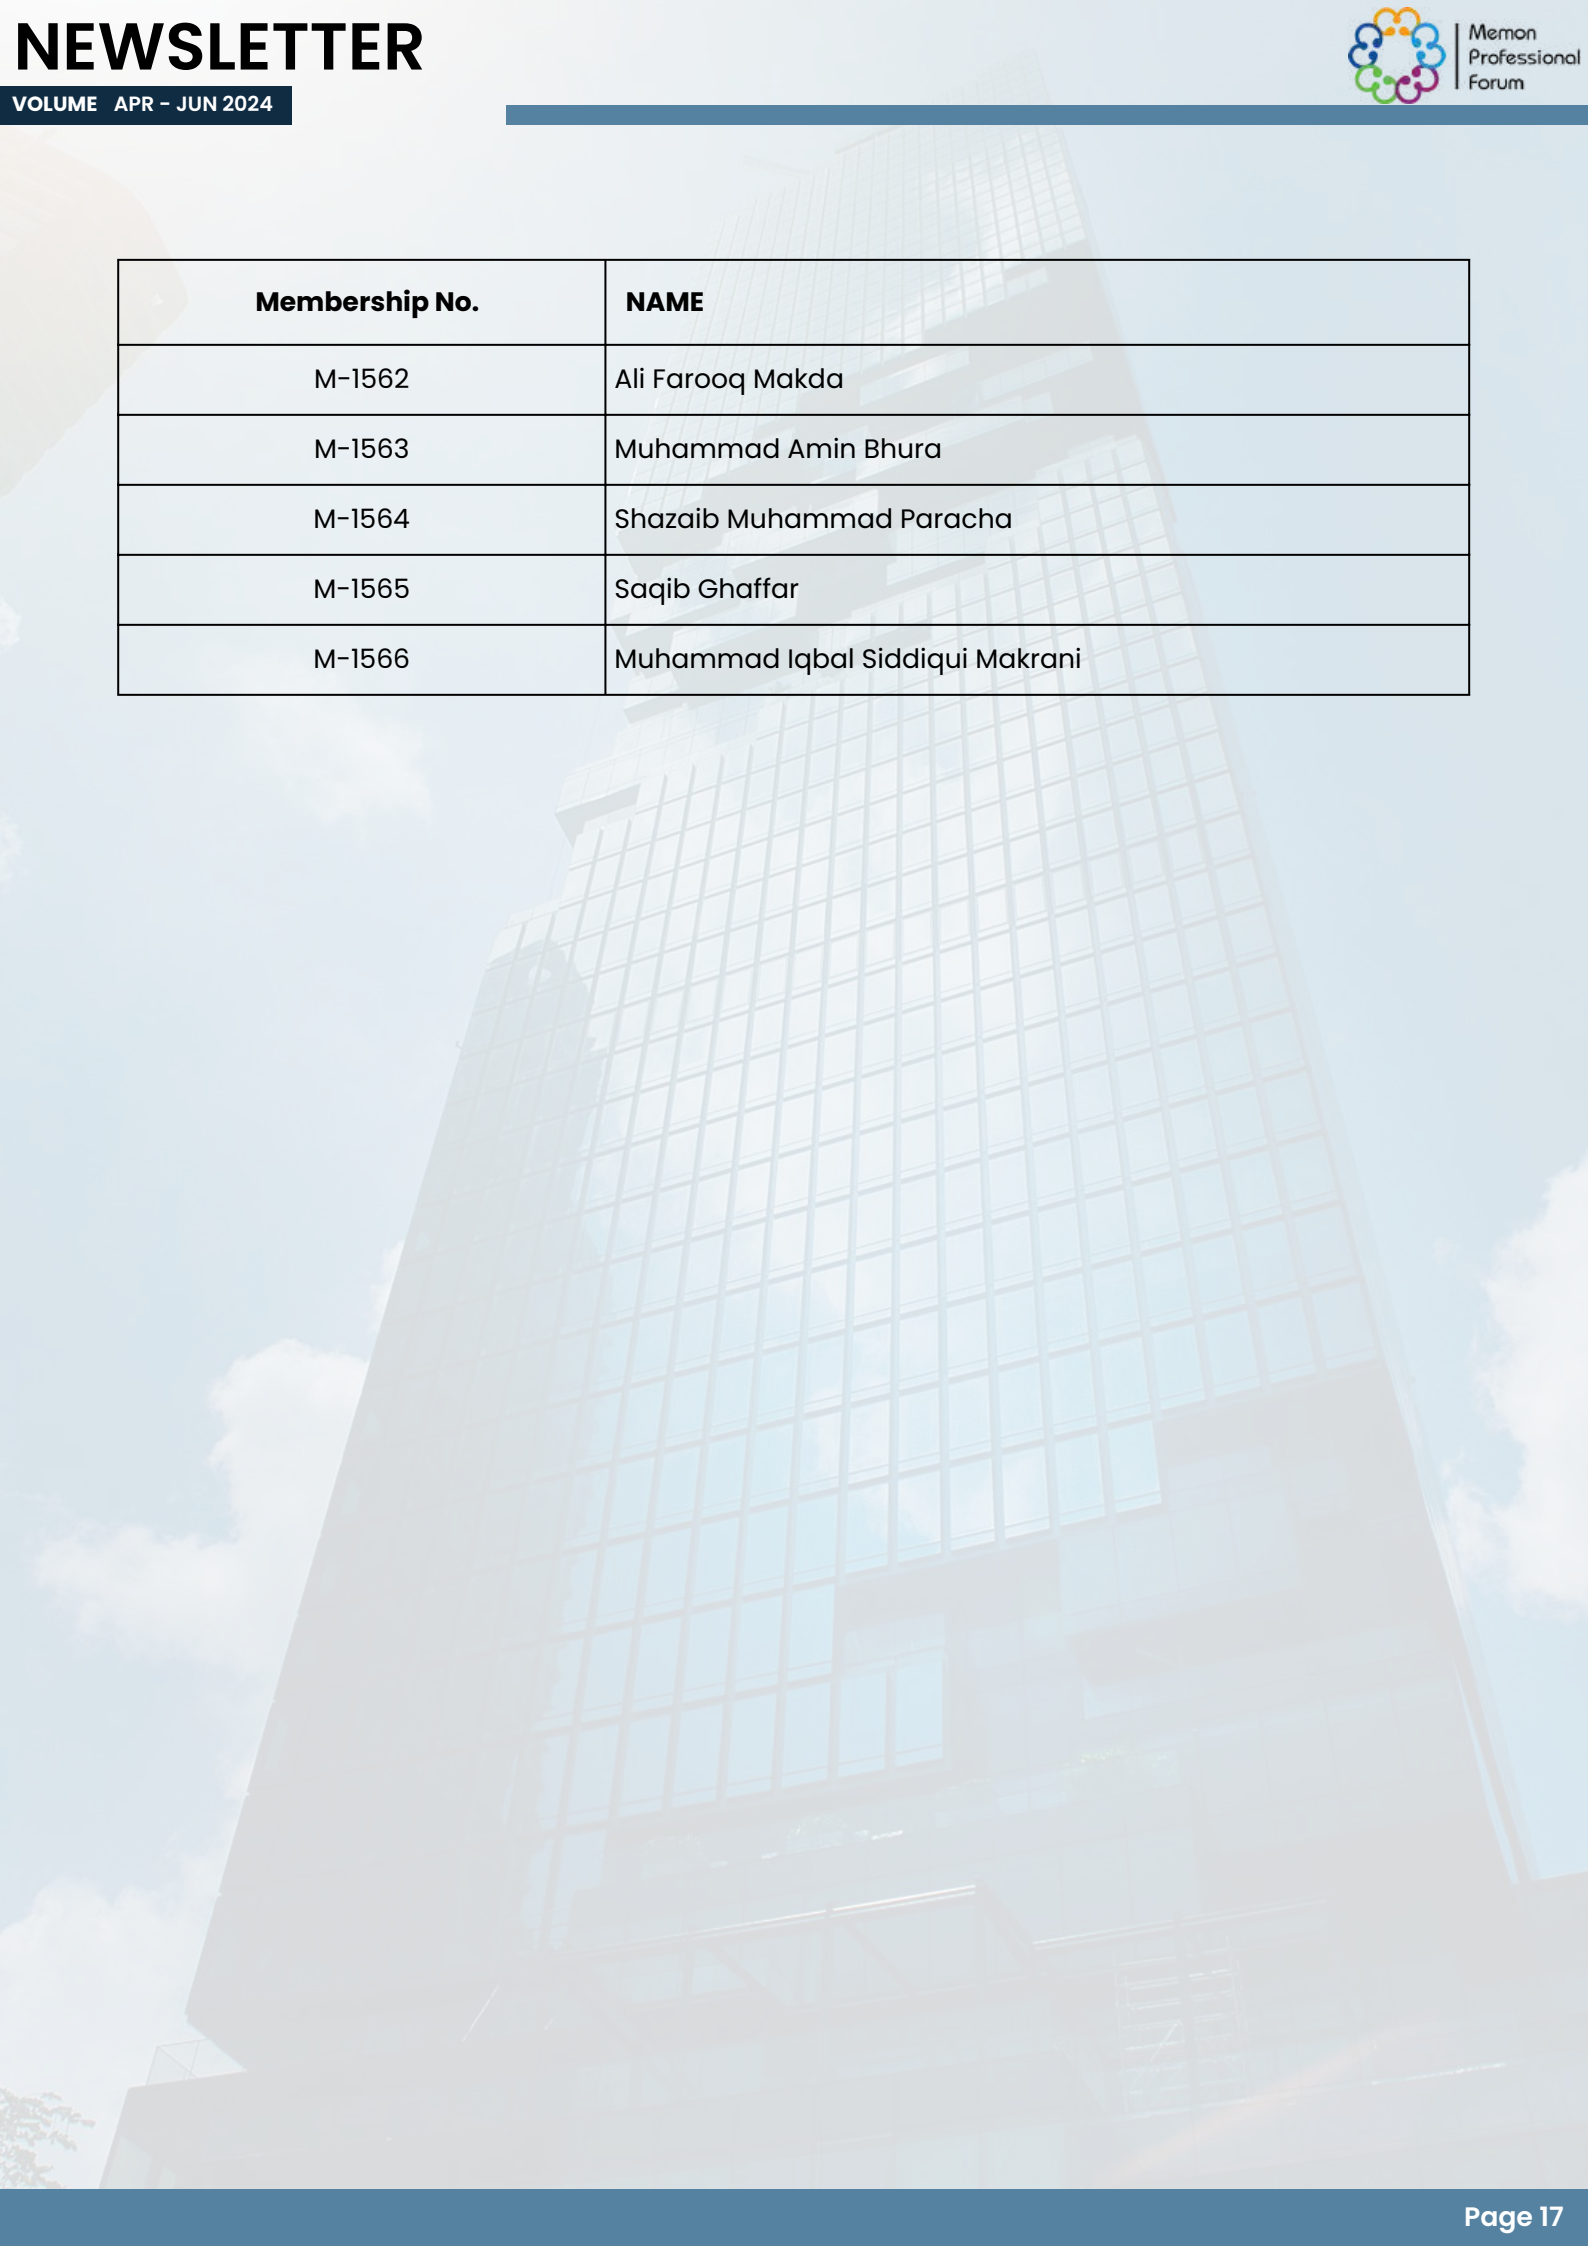 NEWSLETTER
VOLUME APR - JUN 2024
Memon
Professional
Forum
Membership No. NAME
M-1562 Ali Farooq Makda
M-1563 Muhammad Amin Bhura
M-1564 Shazaib Muhammad Paracha
M-1565 Saqib Ghaffar
M-1566 Muhammad Iqbal Siddiqui Makrani
Page 17